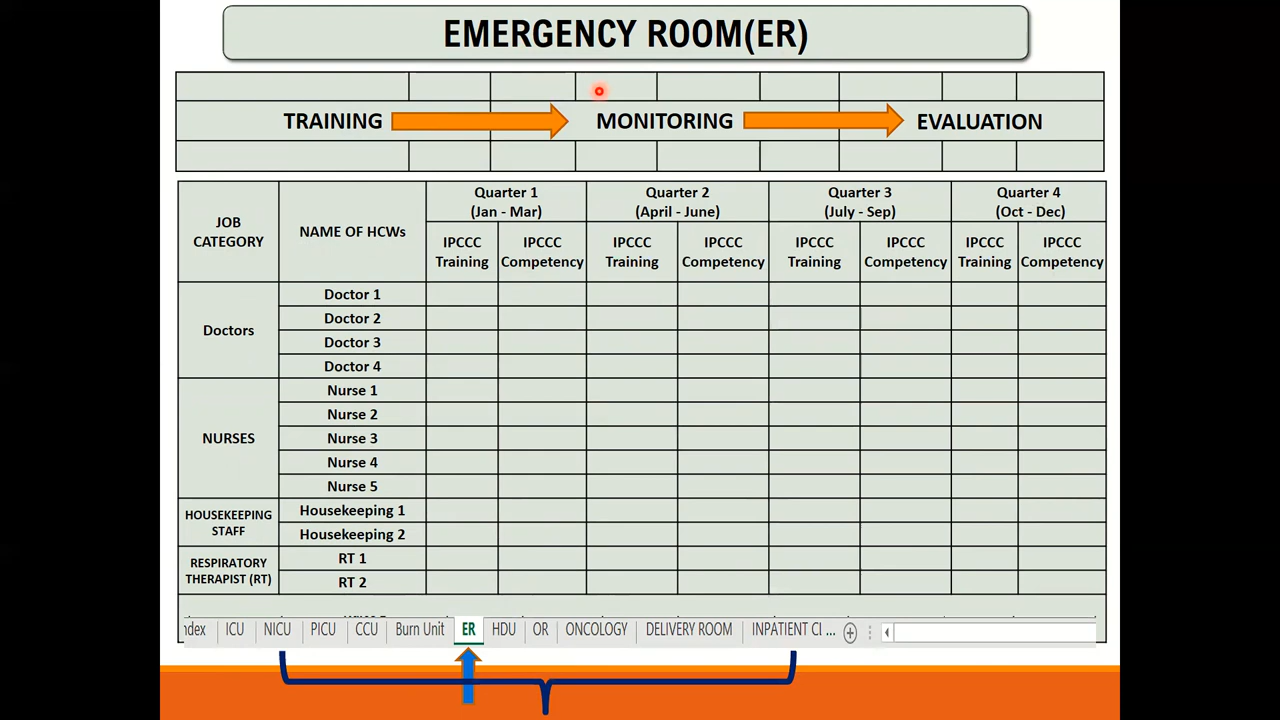 EMERGENCY ROOM(ER)
TRAINING MONITORING EVALUATION
JOB CATEGORY NAME OF HCWs Quarter 1 (Jan - Mar) Quarter 2 (April - June) Quarter 3 (July - Sep) Quarter 4 (Oct - Dec)
IPCCC Training IPCCC Competency IPCCC Training IPCCC Competency IPCCC Training IPCCC Competency IPCCC Training IPCCC Competency
Doctors
Doctor 1
Doctor 2
Doctor 3
Doctor 4
NURSES
Nurse 1
Nurse 2
Nurse 3
Nurse 4
Nurse 5
HOUSEKEEPING STAFF
Housekeeping 1
Housekeeping 2
RESPIRATORY THERAPIST (RT)
RT 1
RT 2
ICU NICU PICU CCU Burn Unit ER HDU OR ONCOLOGY DELIVERY ROOM INPATIENT CI ...